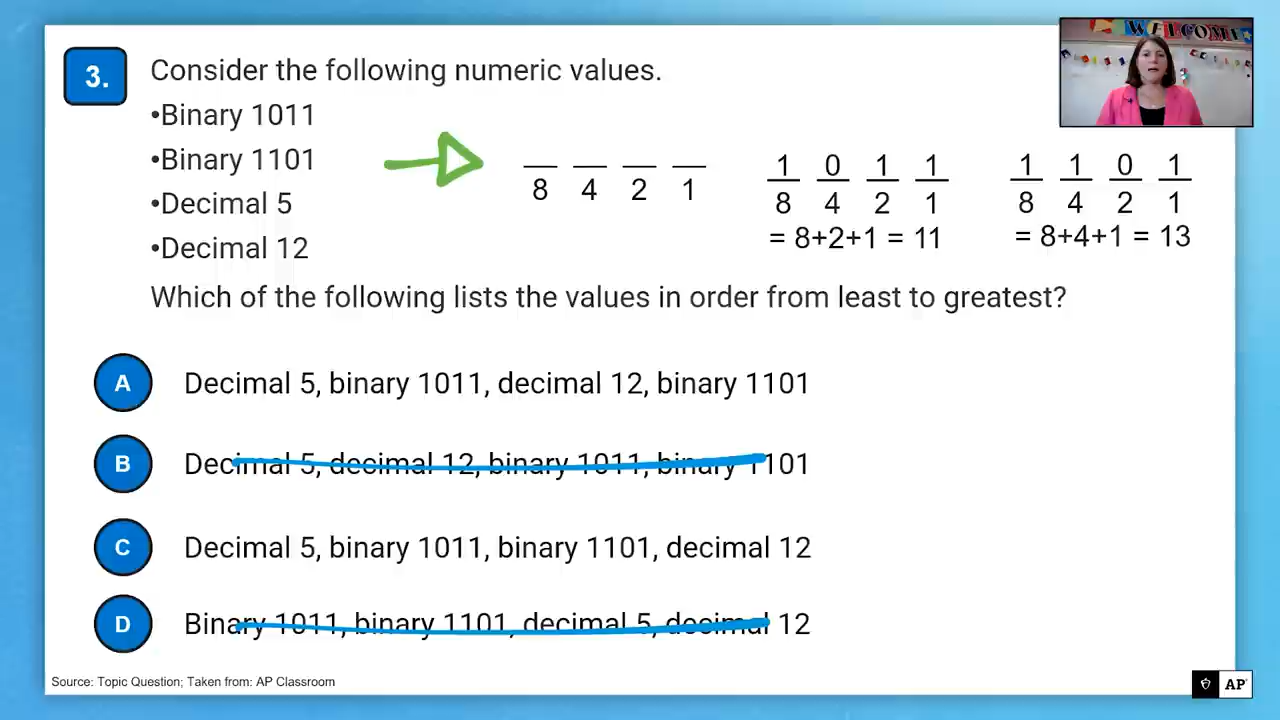 WELCOME
3.
Consider the following numeric values.
•Binary 1011
•Binary 1101
•Decimal 5
•Decimal 12
8 4 2 1
1 0 1 1
8 4 2 1
= 8+2+1 = 11
1 1 0 1
8 4 2 1
= 8+4+1 = 13
Which of the following lists the values in order from least to greatest?
A Decimal 5, binary 1011, decimal 12, binary 1101
B Decimal 5, decimal 12, binary 1011, binary 1101
C Decimal 5, binary 1011, binary 1101, decimal 12
D Binary 1011, binary 1101, decimal 5, decimal 12
Source: Topic Question; Taken from: AP Classroom
AP